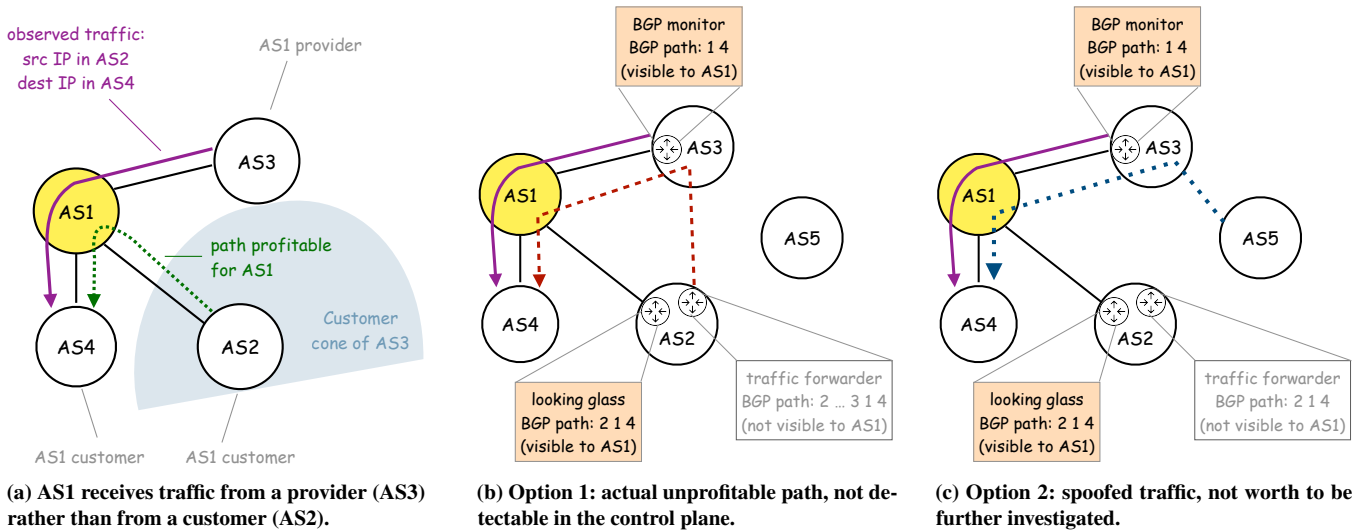 observed traffic:
src IP in AS2
dest IP in AS4
AS1 provider
AS3
AS1
path profitable
for AS1
Customer
cone of AS3
AS4
AS2
AS1 customer
AS1 customer
(a) AS1 receives traffic from a provider (AS3)
rather than from a customer (AS2).
BGP monitor
BGP path: 1 4
(visible to AS1)
AS3
AS1
AS5
AS4
AS2
looking glass
BGP path: 2 1 4
(visible to AS1)
traffic forwarder
BGP path: 2 ... 3 1 4
(not visible to AS1)
(b) Option 1: actual unprofitable path, not de-
tectable in the control plane.
BGP monitor
BGP path: 1 4
(visible to AS1)
AS3
AS1
AS5
AS4
AS2
looking glass
BGP path: 2 1 4
(visible to AS1)
traffic forwarder
BGP path: 2 1 4
(not visible to AS1)
(c) Option 2: spoofed traffic, not worth to be
further investigated.